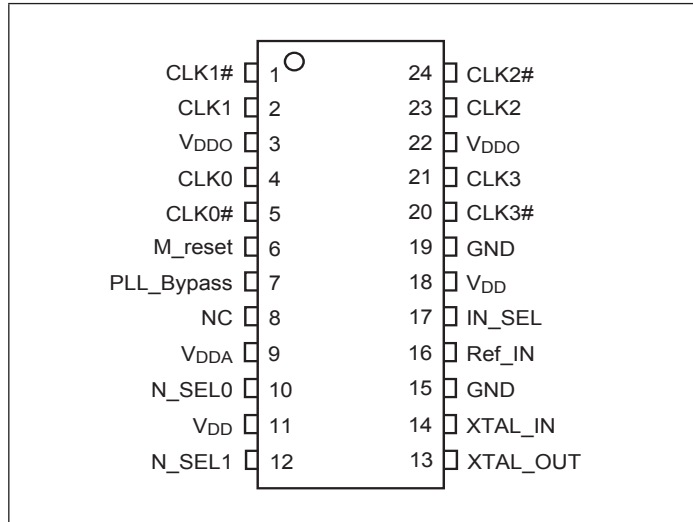 CLK1# 1 24 CLK2#
CLK1 2 23 CLK2
VDDO 3 22 VDDO
CLK0 4 21 CLK3
CLK0# 5 20 CLK3#
M_reset 6 19 GND
PLL_Bypass 7 18 VDD
NC 8 17 IN_SEL
VDDA 9 16 Ref_IN
N_SEL0 10 15 GND
VDD 11 14 XTAL_IN
N_SEL1 12 13 XTAL_OUT